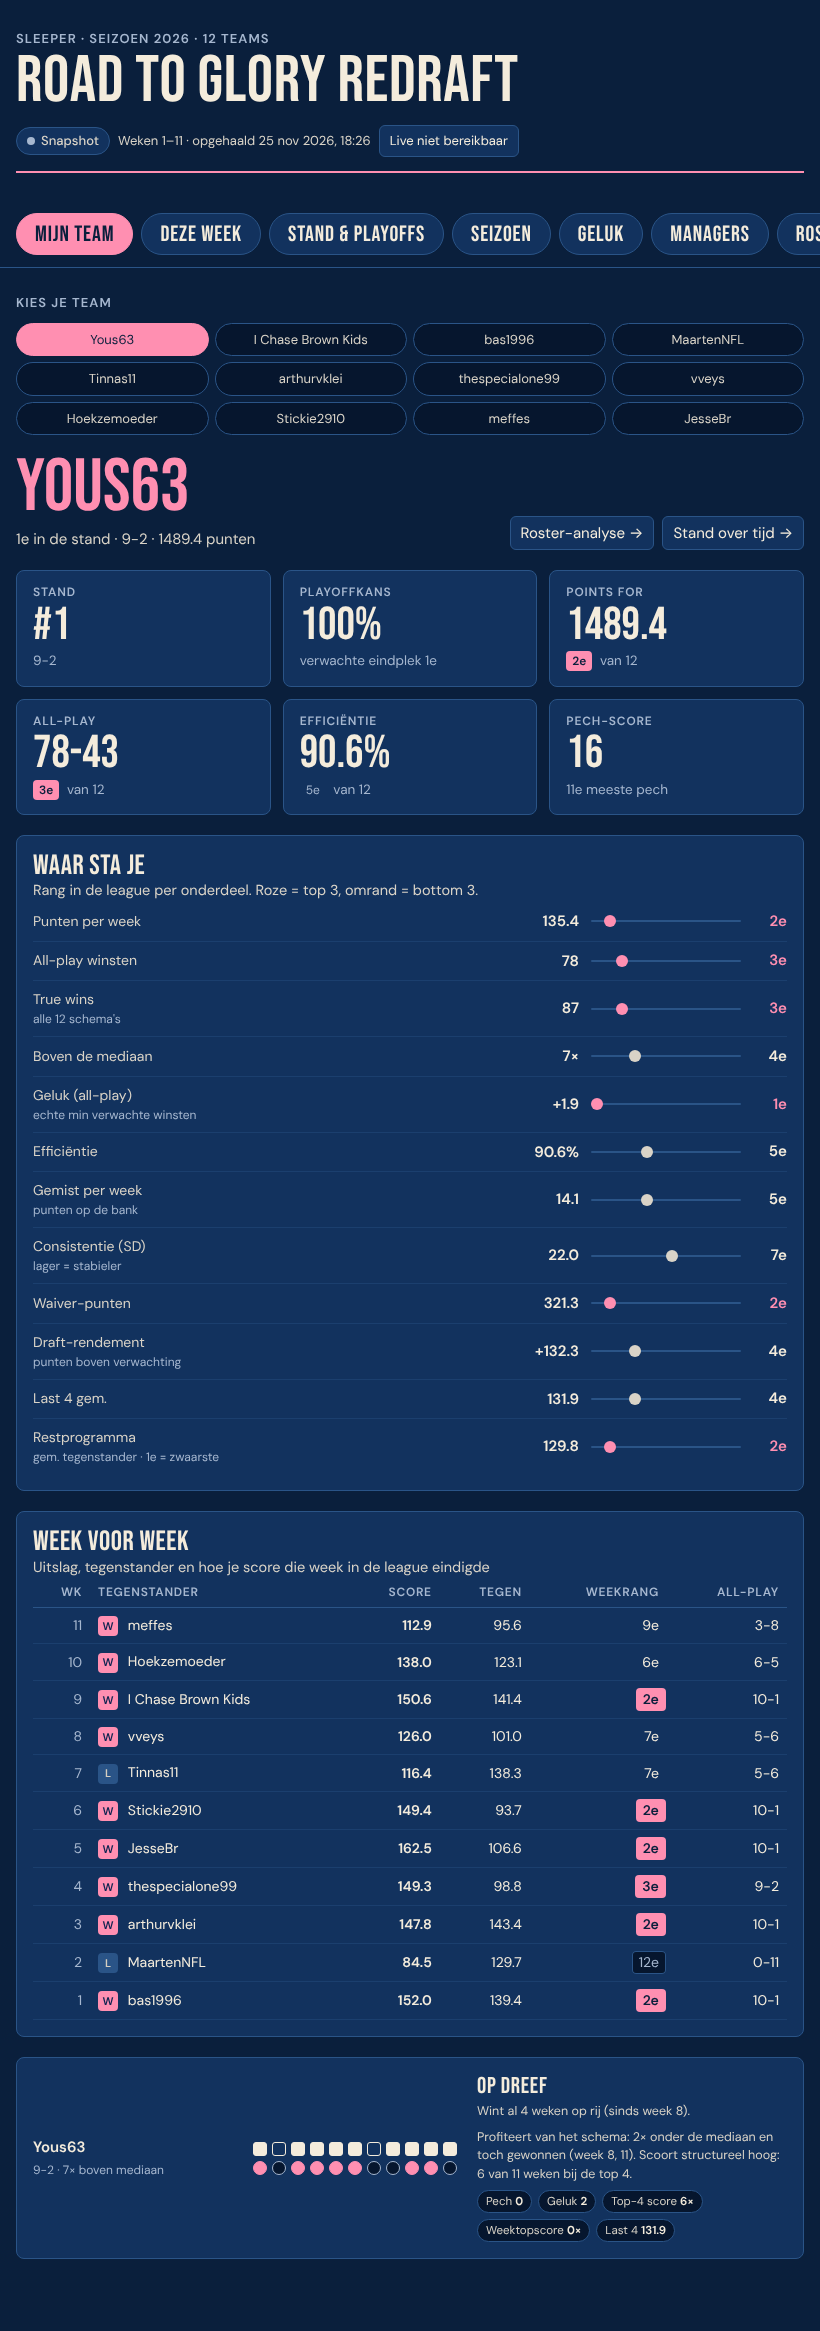 SLEEPER · SEIZOEN 2026 · 12 TEAMS
ROAD TO GLORY REDRAFT
Snapshot Weken 1–11 · opgehaald 25 nov 2026, 18:26 Live niet bereikbaar
MIJN TEAM DEZE WEEK STAND & PLAYOFFS SEIZOEN GELUK MANAGERS ROS
KIES JE TEAM
Yous63 I Chase Brown Kids bas1996 MaartenNFL
Tinnas11 arthurvklei thespecialone99 vveys
Hoekzemoeder Stickie2910 meffes JesseBr
YOUS63
1e in de stand · 9-2 · 1489.4 punten Roster-analyse → Stand over tijd →
STAND PLAYOFFKANS POINTS FOR
#1 100% 1489.4
9-2 verwachte eindplek 1e 2e van 12
ALL-PLAY EFFICIËNTIE PECH-SCORE
78-43 90.6% 16
3e van 12 5e van 12 11e meeste pech
WAAR STA JE
Rang in de league per onderdeel. Roze = top 3, omrand = bottom 3.
Punten per week 135.4 2e
All-play winsten 78 3e
True wins 87 3e
alle 12 schema's
Boven de mediaan 7× 4e
Geluk (all-play) +1.9 1e
echte min verwachte winsten
Efficiëntie 90.6% 5e
Gemist per week 14.1 5e
punten op de bank
Consistentie (SD) 22.0 7e
lager = stabieler
Waiver-punten 321.3 2e
Draft-rendement +132.3 4e
punten boven verwachting
Last 4 gem. 131.9 4e
Restprogramma 129.8 2e
gem. tegenstander · 1e = zwaarste
WEEK VOOR WEEK
Uitslag, tegenstander en hoe je score die week in de league eindigde
WK TEGENSTANDER SCORE TEGEN WEEKRANG ALL-PLAY
11 W meffes 112.9 95.6 9e 3-8
10 W Hoekzemoeder 138.0 123.1 6e 6-5
9 W I Chase Brown Kids 150.6 141.4 2e 10-1
8 W vveys 126.0 101.0 7e 5-6
7 L Tinnas11 116.4 138.3 7e 5-6
6 W Stickie2910 149.4 93.7 2e 10-1
5 W JesseBr 162.5 106.6 2e 10-1
4 W thespecialone99 149.3 98.8 3e 9-2
3 W arthurvklei 147.8 143.4 2e 10-1
2 L MaartenNFL 84.5 129.7 12e 0-11
1 W bas1996 152.0 139.4 2e 10-1
Yous63
9-2 · 7× boven mediaan
OP DREEF
Wint al 4 weken op rij (sinds week 8).
Profiteert van het schema: 2× onder de mediaan en
toch gewonnen (week 8, 11). Scoort structureel hoog:
6 van 11 weken bij de top 4.
Pech 0 Geluk 2 Top-4 score 6×
Weektopscore 0× Last 4 131.9